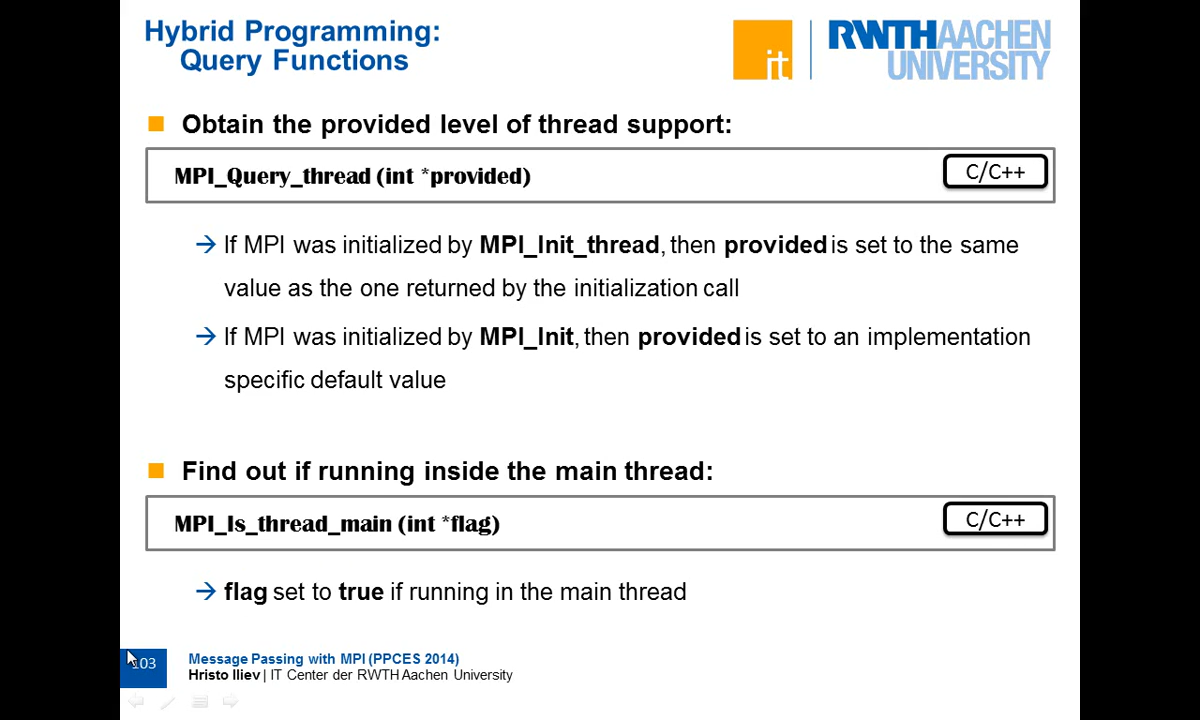 Hybrid Programming:
Query Functions
it
RWTHAACHEN
UNIVERSITY
Obtain the provided level of thread support:
MPI_Query_thread (int *provided)
C/C++
→ If MPI was initialized by MPI_Init_thread, then provided is set to the same
value as the one returned by the initialization call
→ If MPI was initialized by MPI_Init, then provided is set to an implementation
specific default value
Find out if running inside the main thread:
MPI_Is_thread_main (int *flag)
C/C++
→ flag set to true if running in the main thread
103
Message Passing with MPI (PPCES 2014)
Hristo Iliev | IT Center der RWTH Aachen University